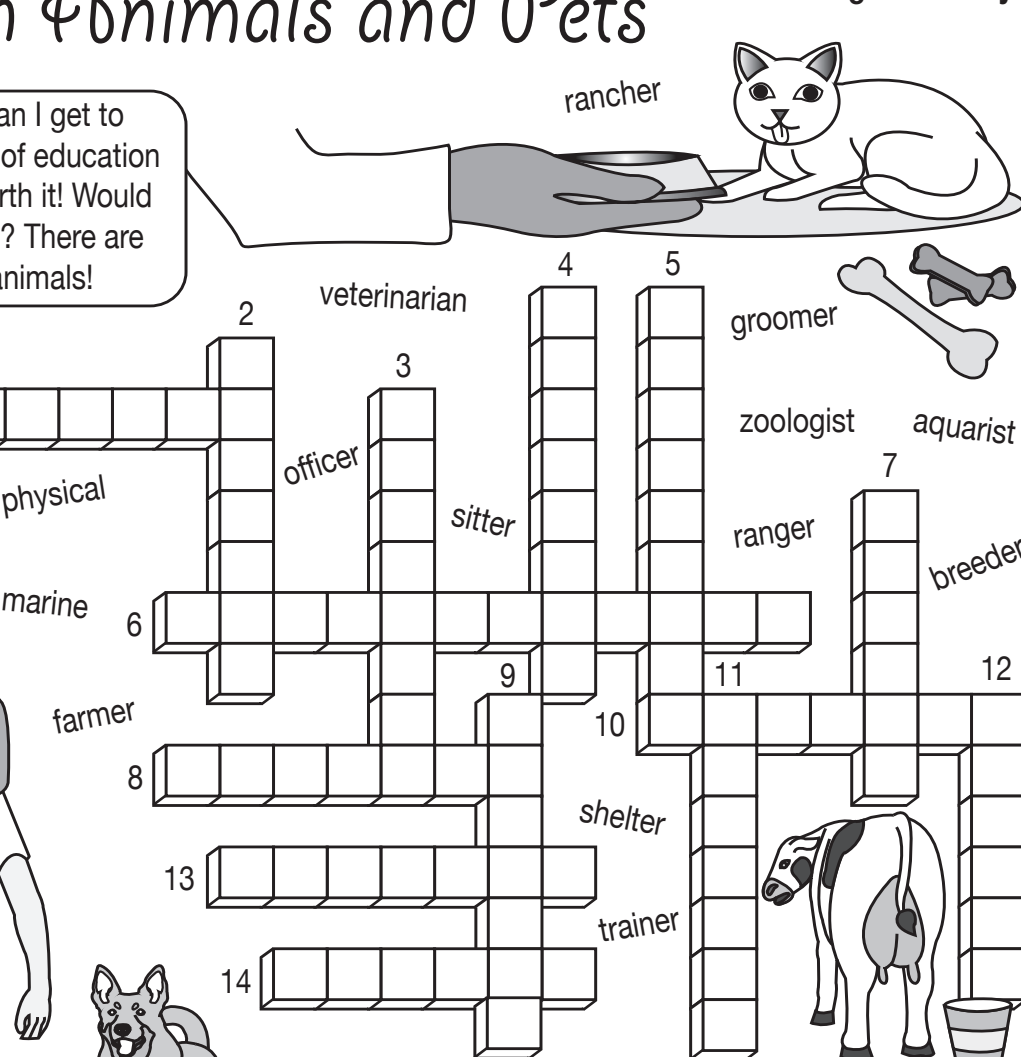 Animals and Pets
rancher
an I get to
of education
rth it! Would
? There are
animals!
4
5
veterinarian
2
groomer
3
zoologist
aquarist
officer
7
physical
sitter
ranger
breeder
marine
6
9
11
12
farmer
10
8
shelter
13
trainer
14